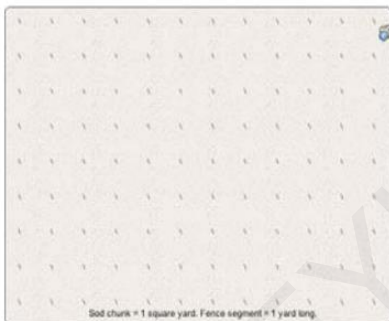 Sod chunk = 1 square yard. Fence segment = 1 yard long.